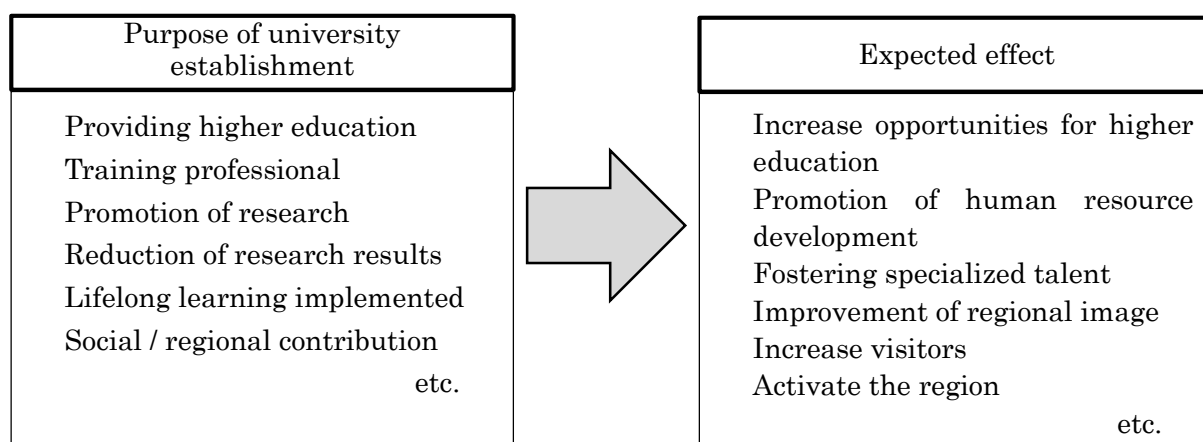 Purpose of university
establishment
Providing higher education
Training professional
Promotion of research
Reduction of research results
Lifelong learning implemented
Social / regional contribution
etc.
Expected effect
Increase opportunities for higher
education
Promotion of human resource
development
Fostering specialized talent
Improvement of regional image
Increase visitors
Activate the region
etc.